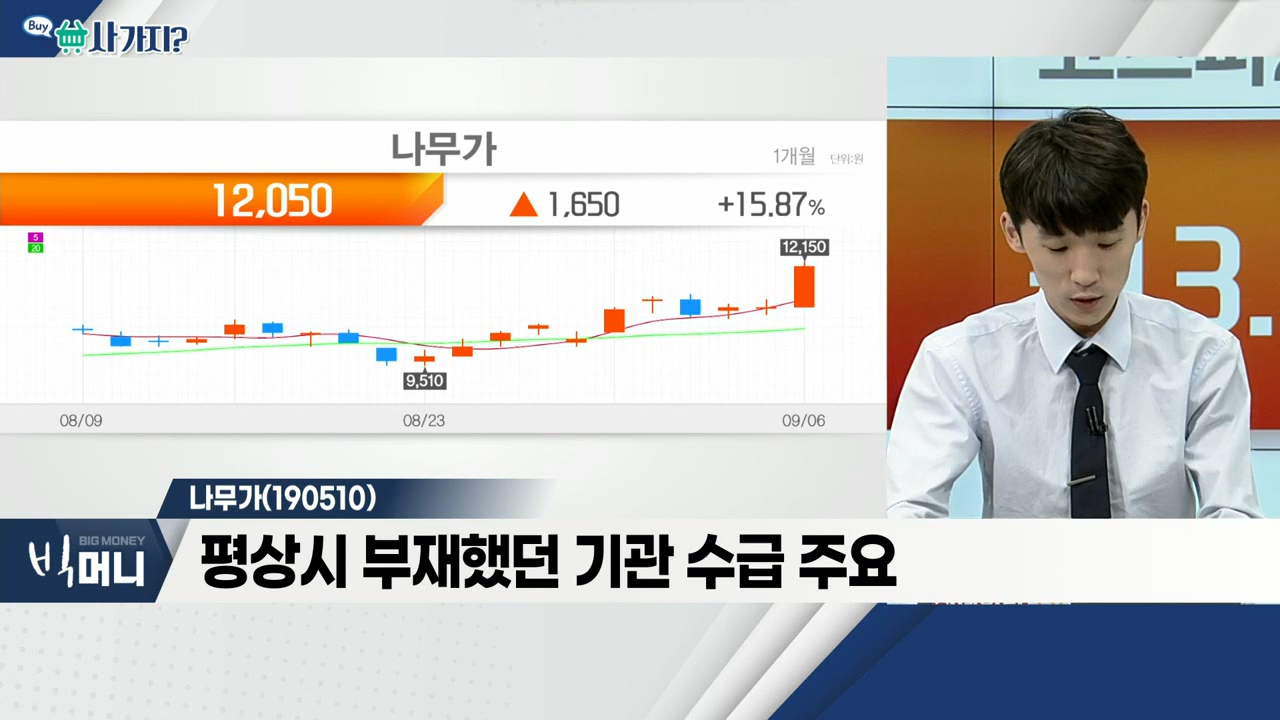 Buy
사 가지?
나무가
1개월 단위:원
12,050 ▲ 1,650 +15.87%
5
20
12,150
9,510
08/09 08/23 09/06
나무가(190510)
BIG MONEY
빅머니
평상시 부재했던 기관 수급 주요
3.